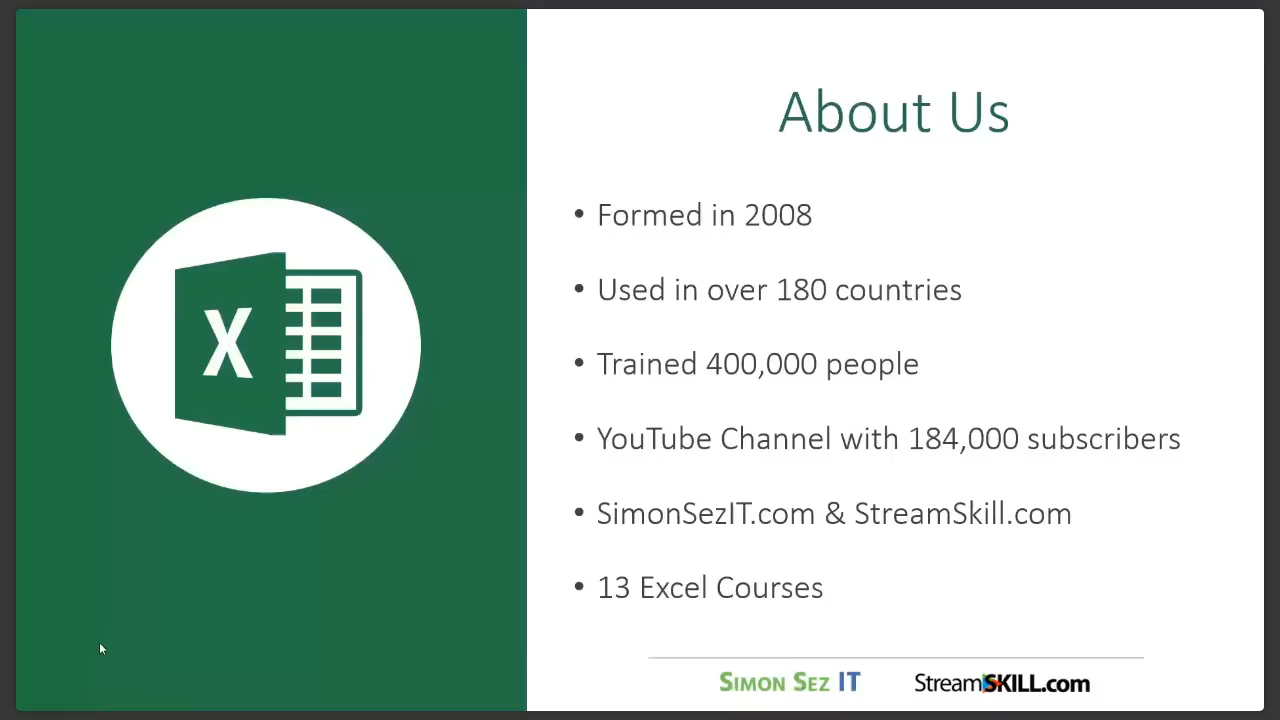 About Us
• Formed in 2008
• Used in over 180 countries
• Trained 400,000 people
• YouTube Channel with 184,000 subscribers
• SimonSezIT.com & StreamSkill.com
• 13 Excel Courses
X
SIMON SEZ IT
StreamSKILL.com